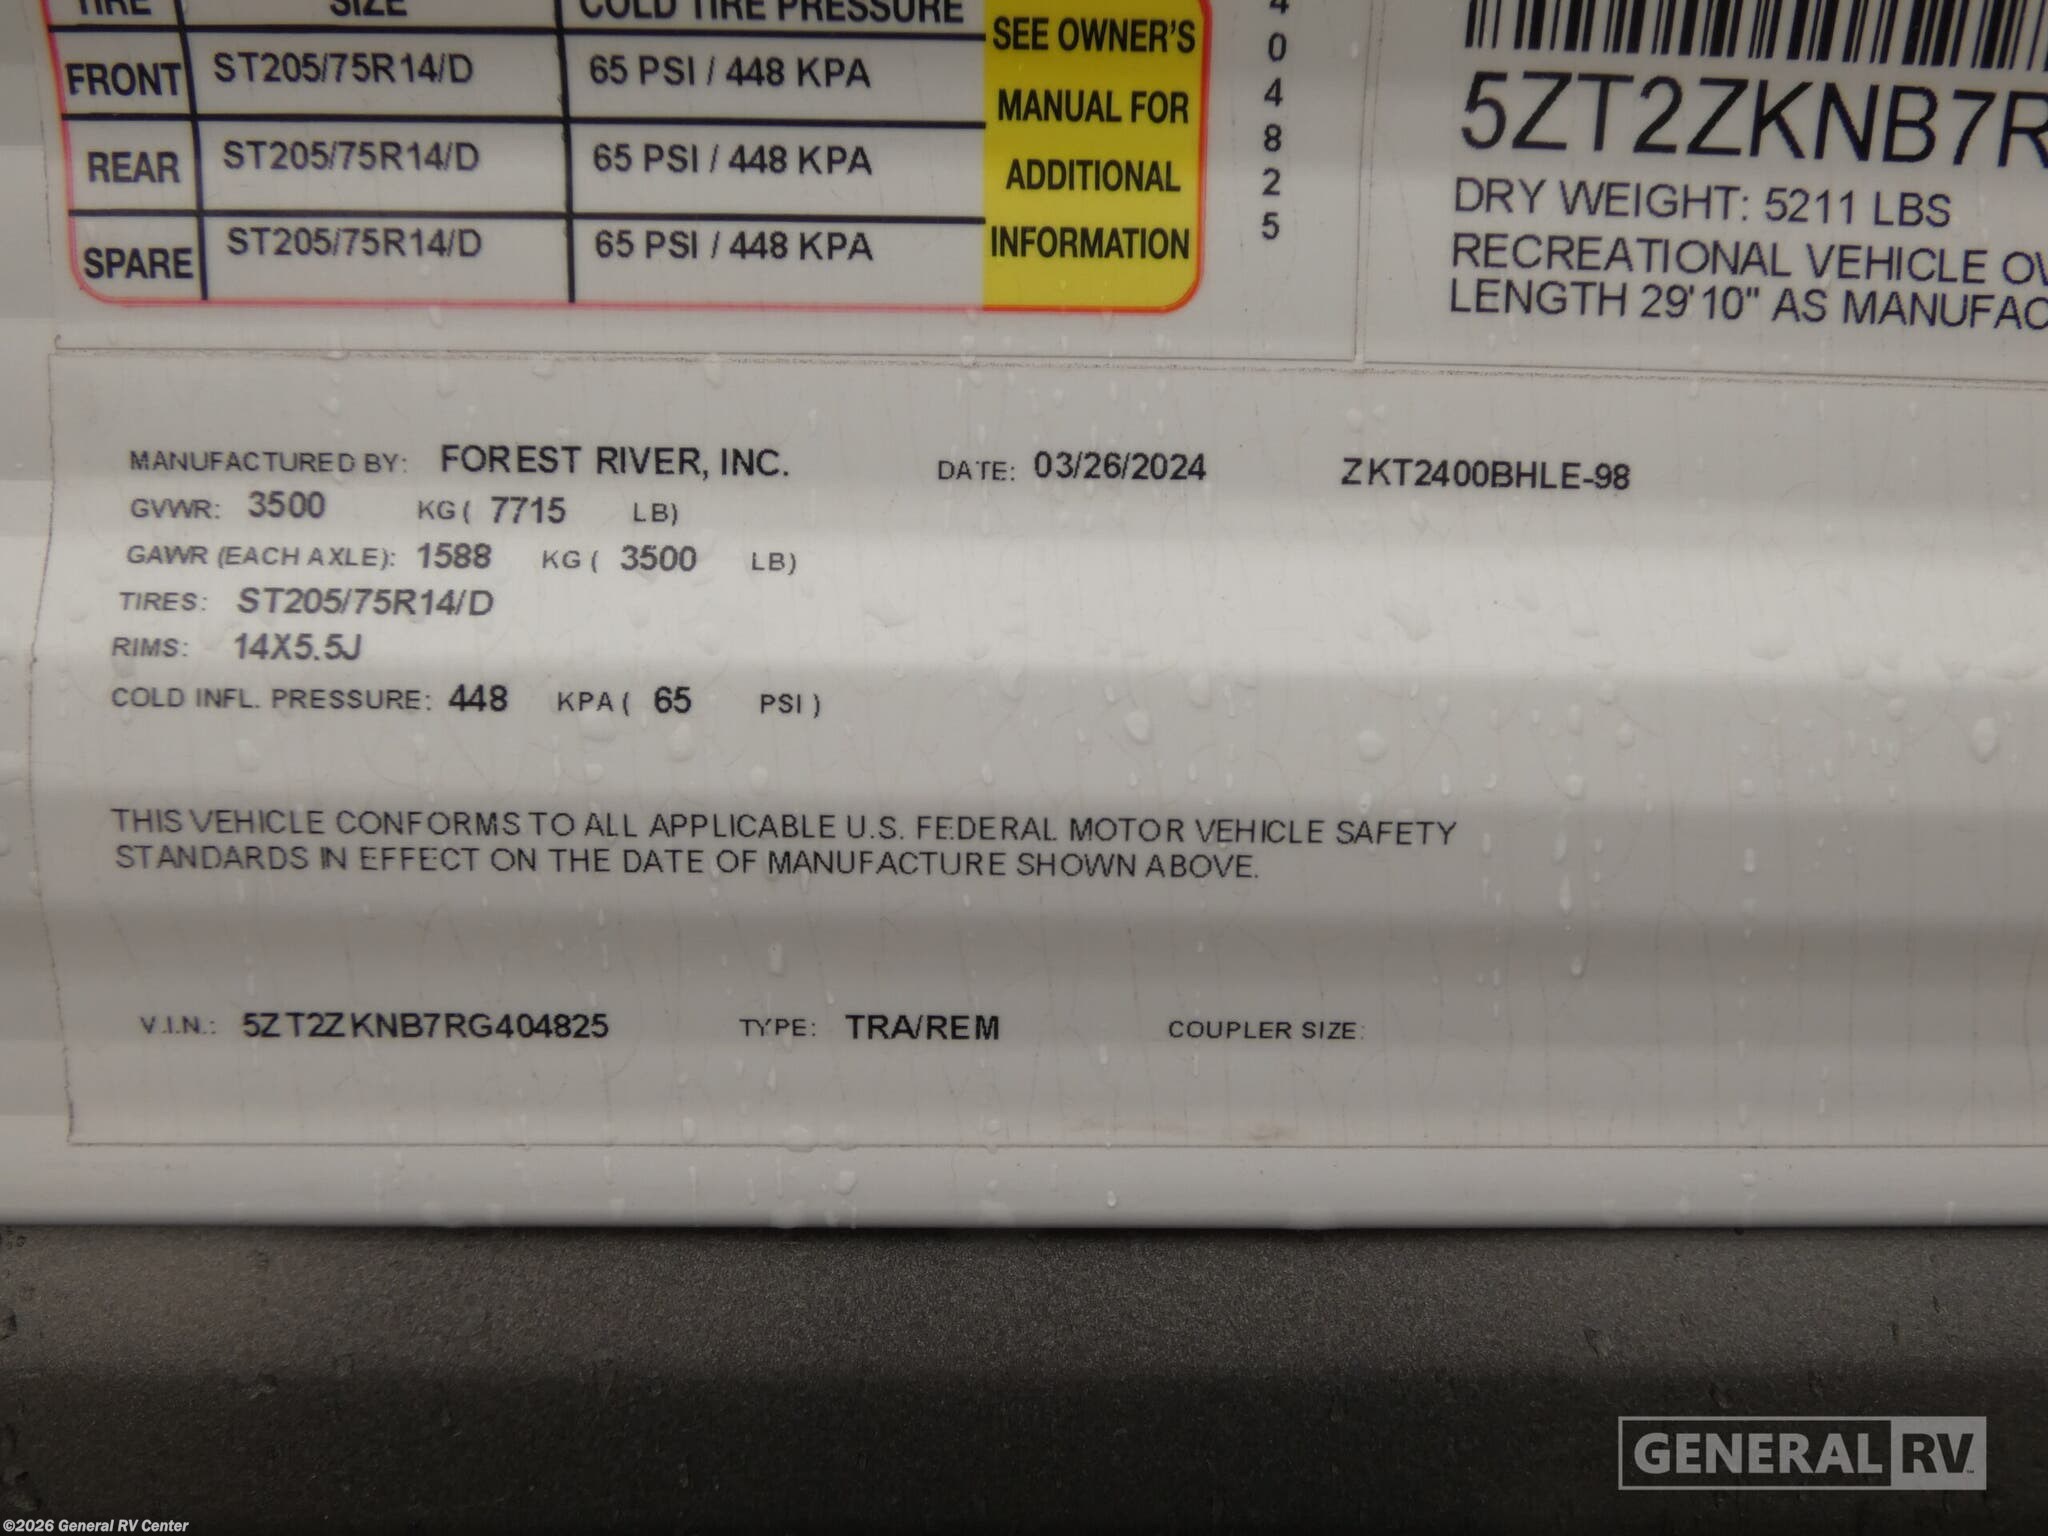 TIRE SIZE COLD TIRE PRESSURE
FRONT ST205/75R14/D 65 PSI / 448 KPA
REAR ST205/75R14/D 65 PSI / 448 KPA
SPARE ST205/75R14/D 65 PSI / 448 KPA
SEE OWNER'S
MANUAL FOR
ADDITIONAL
INFORMATION
4
0
4
8
2
5
5ZT2ZKNB7R
DRY WEIGHT: 5211 LBS
RECREATIONAL VEHICLE
LENGTH 29'10" AS
MANUFACTURED BY: FOREST RIVER, INC. DATE: 03/26/2024 ZKT2400BHLE-98
GVWR: 3500 KG ( 7715 LB)
GAWR (EACH AXLE): 1588 KG ( 3500 LB)
TIRES: ST205/75R14/D
RIMS: 14X5.5J
COLD INFL. PRESSURE: 448 KPA ( 65 PSI )
THIS VEHICLE CONFORMS TO ALL APPLICABLE U.S. FEDERAL MOTOR VEHICLE SAFETY
STANDARDS IN EFFECT ON THE DATE OF MANUFACTURE SHOWN ABOVE.
V.I.N.: 5ZT2ZKNB7RG404825 TYPE: TRA/REM COUPLER SIZE:
GENERAL RV
©2026 General RV Center